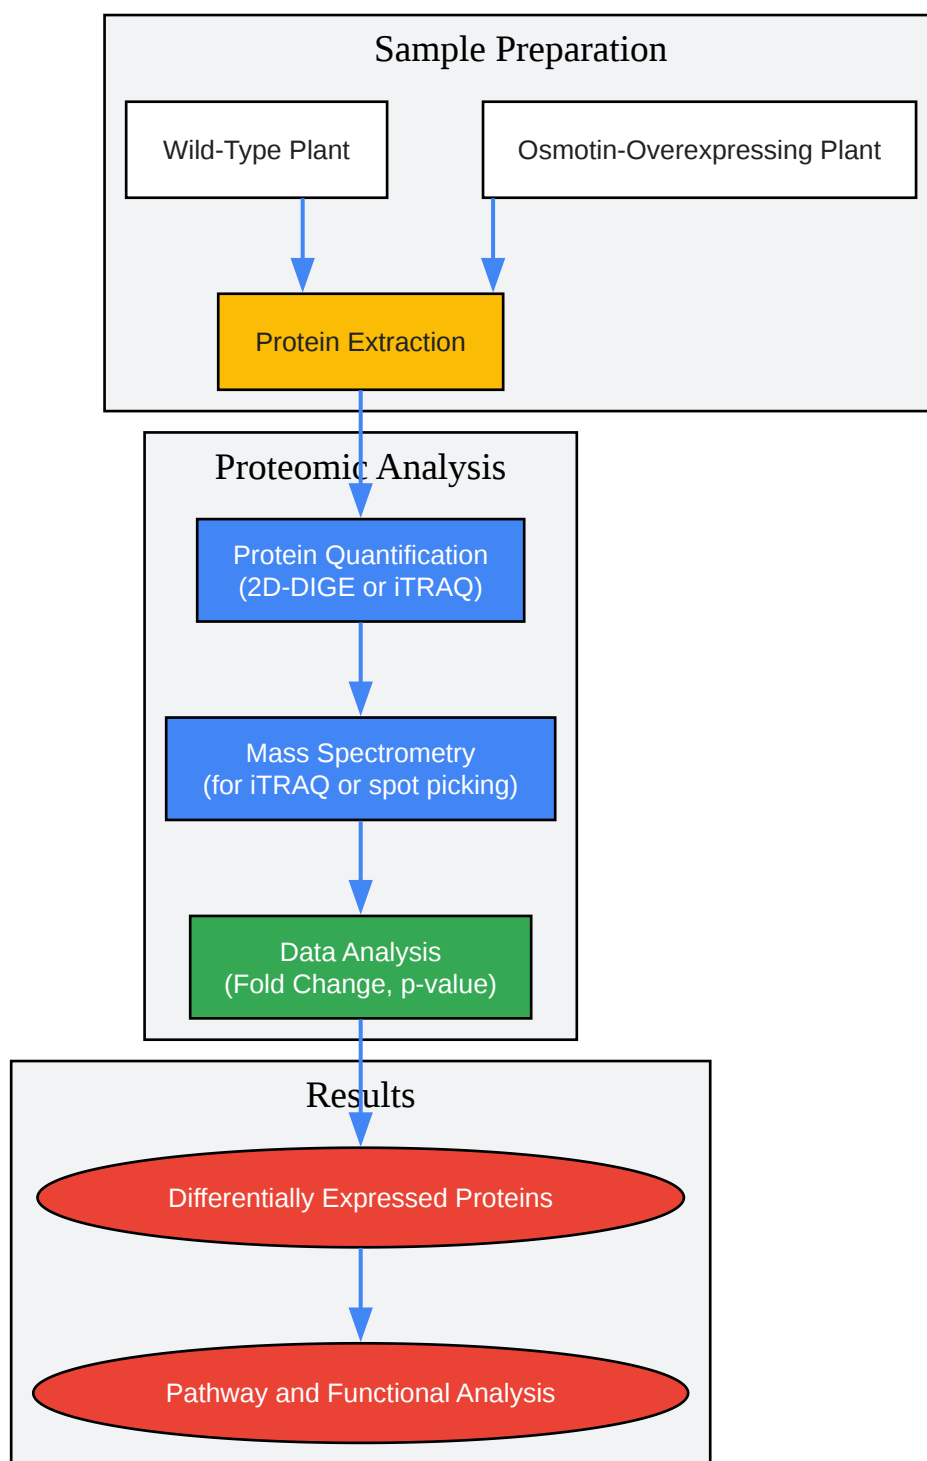 Sample Preparation
Wild-Type Plant
Osmotin-Overexpressing Plant
Protein Extraction
Proteomic Analysis
Protein Quantification
(2D-DIGE or iTRAQ)
Mass Spectrometry
(for iTRAQ or spot picking)
Data Analysis
(Fold Change, p-value)
Results
Differentially Expressed Proteins
Pathway and Functional Analysis